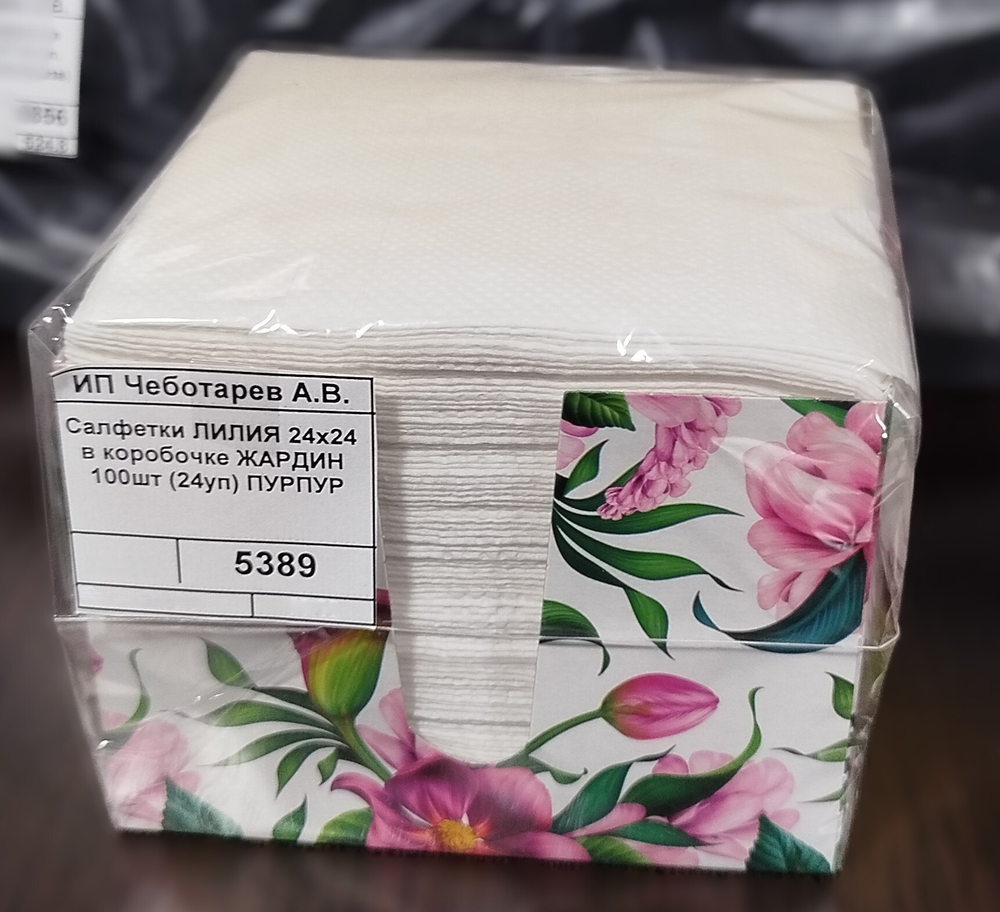 ИП Чеботарев А.В.
Салфетки ЛИЛИЯ 24х24
в коробочке ЖАРДИН
100шт (24уп) ПУРПУР
5389